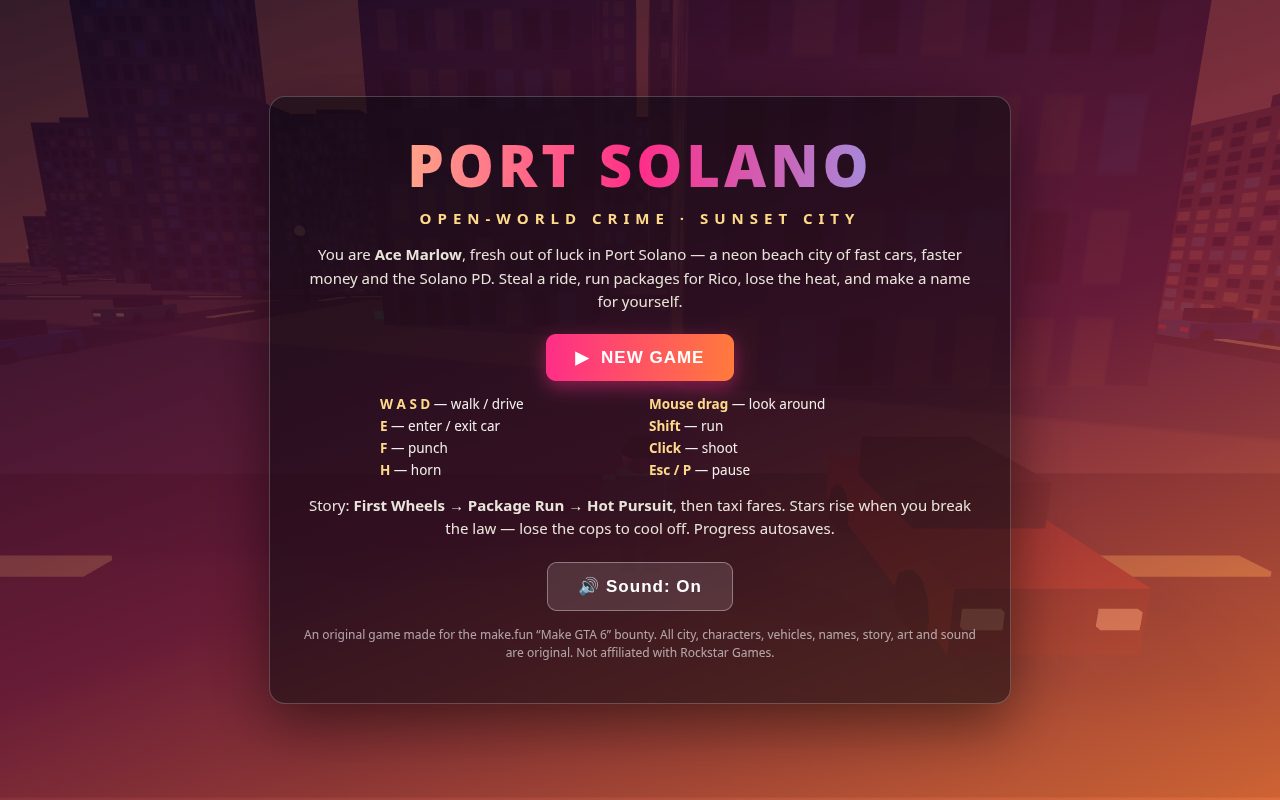 PORT SOLANO
OPEN-WORLD CRIME · SUNSET CITY
You are Ace Marlow, fresh out of luck in Port Solano — a neon beach city of fast cars, faster
money and the Solano PD. Steal a ride, run packages for Rico, lose the heat, and make a name
for yourself.
▶ NEW GAME
W A S D — walk / drive
Mouse drag — look around
E — enter / exit car
Shift — run
F — punch
Click — shoot
H — horn
Esc / P — pause
Story: First Wheels → Package Run → Hot Pursuit, then taxi fares. Stars rise when you break
the law — lose the cops to cool off. Progress autosaves.
🔊 Sound: On
An original game made for the make.fun “Make GTA 6” bounty. All city, characters, vehicles, names, story, art and sound
are original. Not affiliated with Rockstar Games.